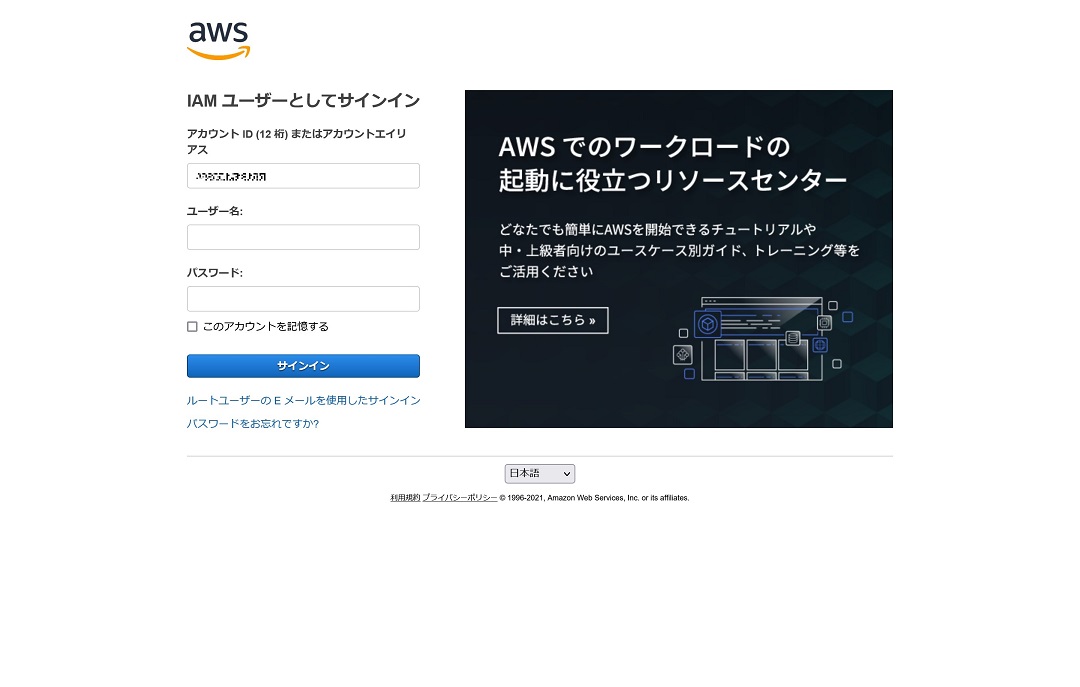 aws
IAM ユーザーとしてサインイン
アカウント ID (12 桁) またはアカウントエイリ
アス
ユーザー名:
パスワード:
このアカウントを記憶する
サインイン
ルートユーザーの E メールを使用したサインイン
パスワードをお忘れですか?
AWS でのワークロードの
起動に役立つリソースセンター
どなたでも簡単にAWSを開始できるチュートリアルや
中・上級者向けのユースケース別ガイド、トレーニング等を
ご活用ください
詳細はこちら »
日本語
利用規約 プライバシーポリシー © 1996-2021, Amazon Web Services, Inc. or its affiliates.